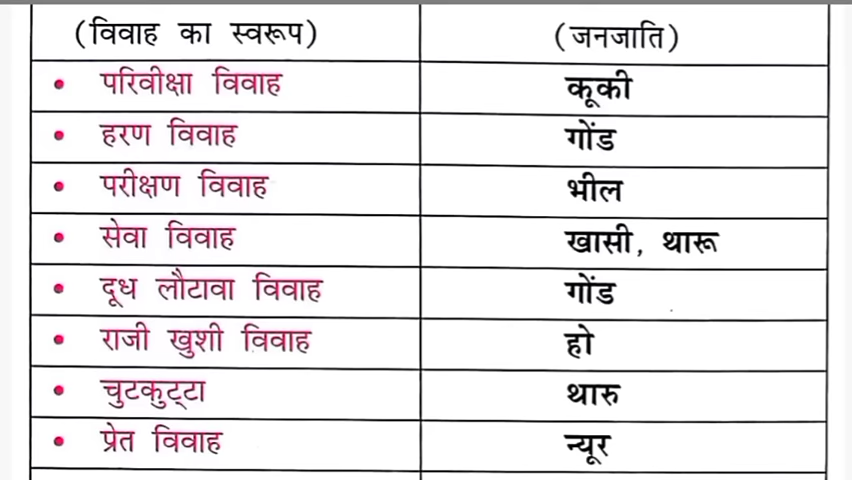 (विवाह का स्वरूप) (जनजाति)
• परिवीक्षा विवाह कूकी
• हरण विवाह गोंड
• परीक्षण विवाह भील
• सेवा विवाह खासी, थारू
• दूध लौटावा विवाह गोंड
• राजी खुशी विवाह हो
• चुटकुट्टा थारु
• प्रेत विवाह न्यूर